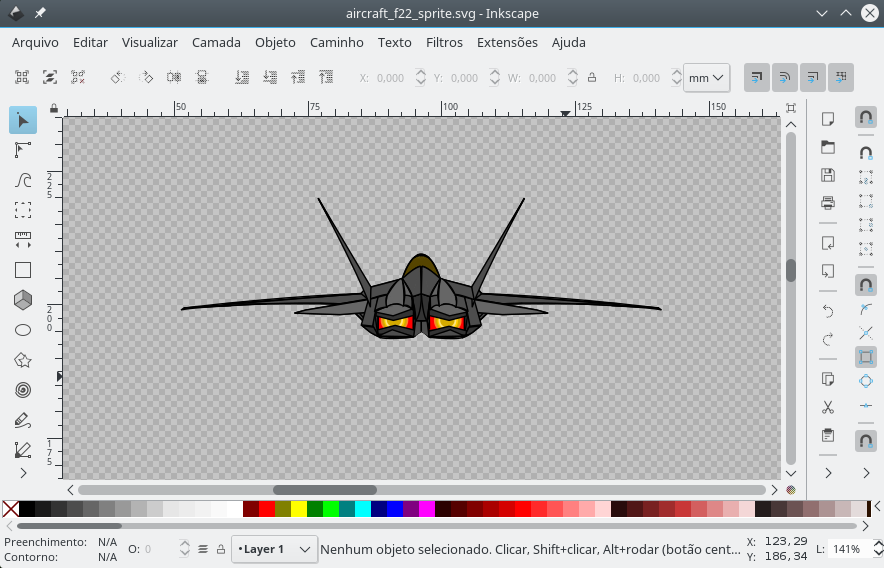 aircraft_f22_sprite.svg - Inkscape
Arquivo Editar Visualizar Camada Objeto Caminho Texto Filtros Extensões Ajuda
X: 0,000 Y: 0,000 W: 0,000 H: 0,000 mm
50 75 100 125 150
225
200
175
Preenchimento: N/A
Contorno: N/A
O: 0
•Layer 1
Nenhum objeto selecionado. Clicar, Shift+clicar, Alt+rodar (botão cent...
X: 123,29
Y: 186,34
L: 141%